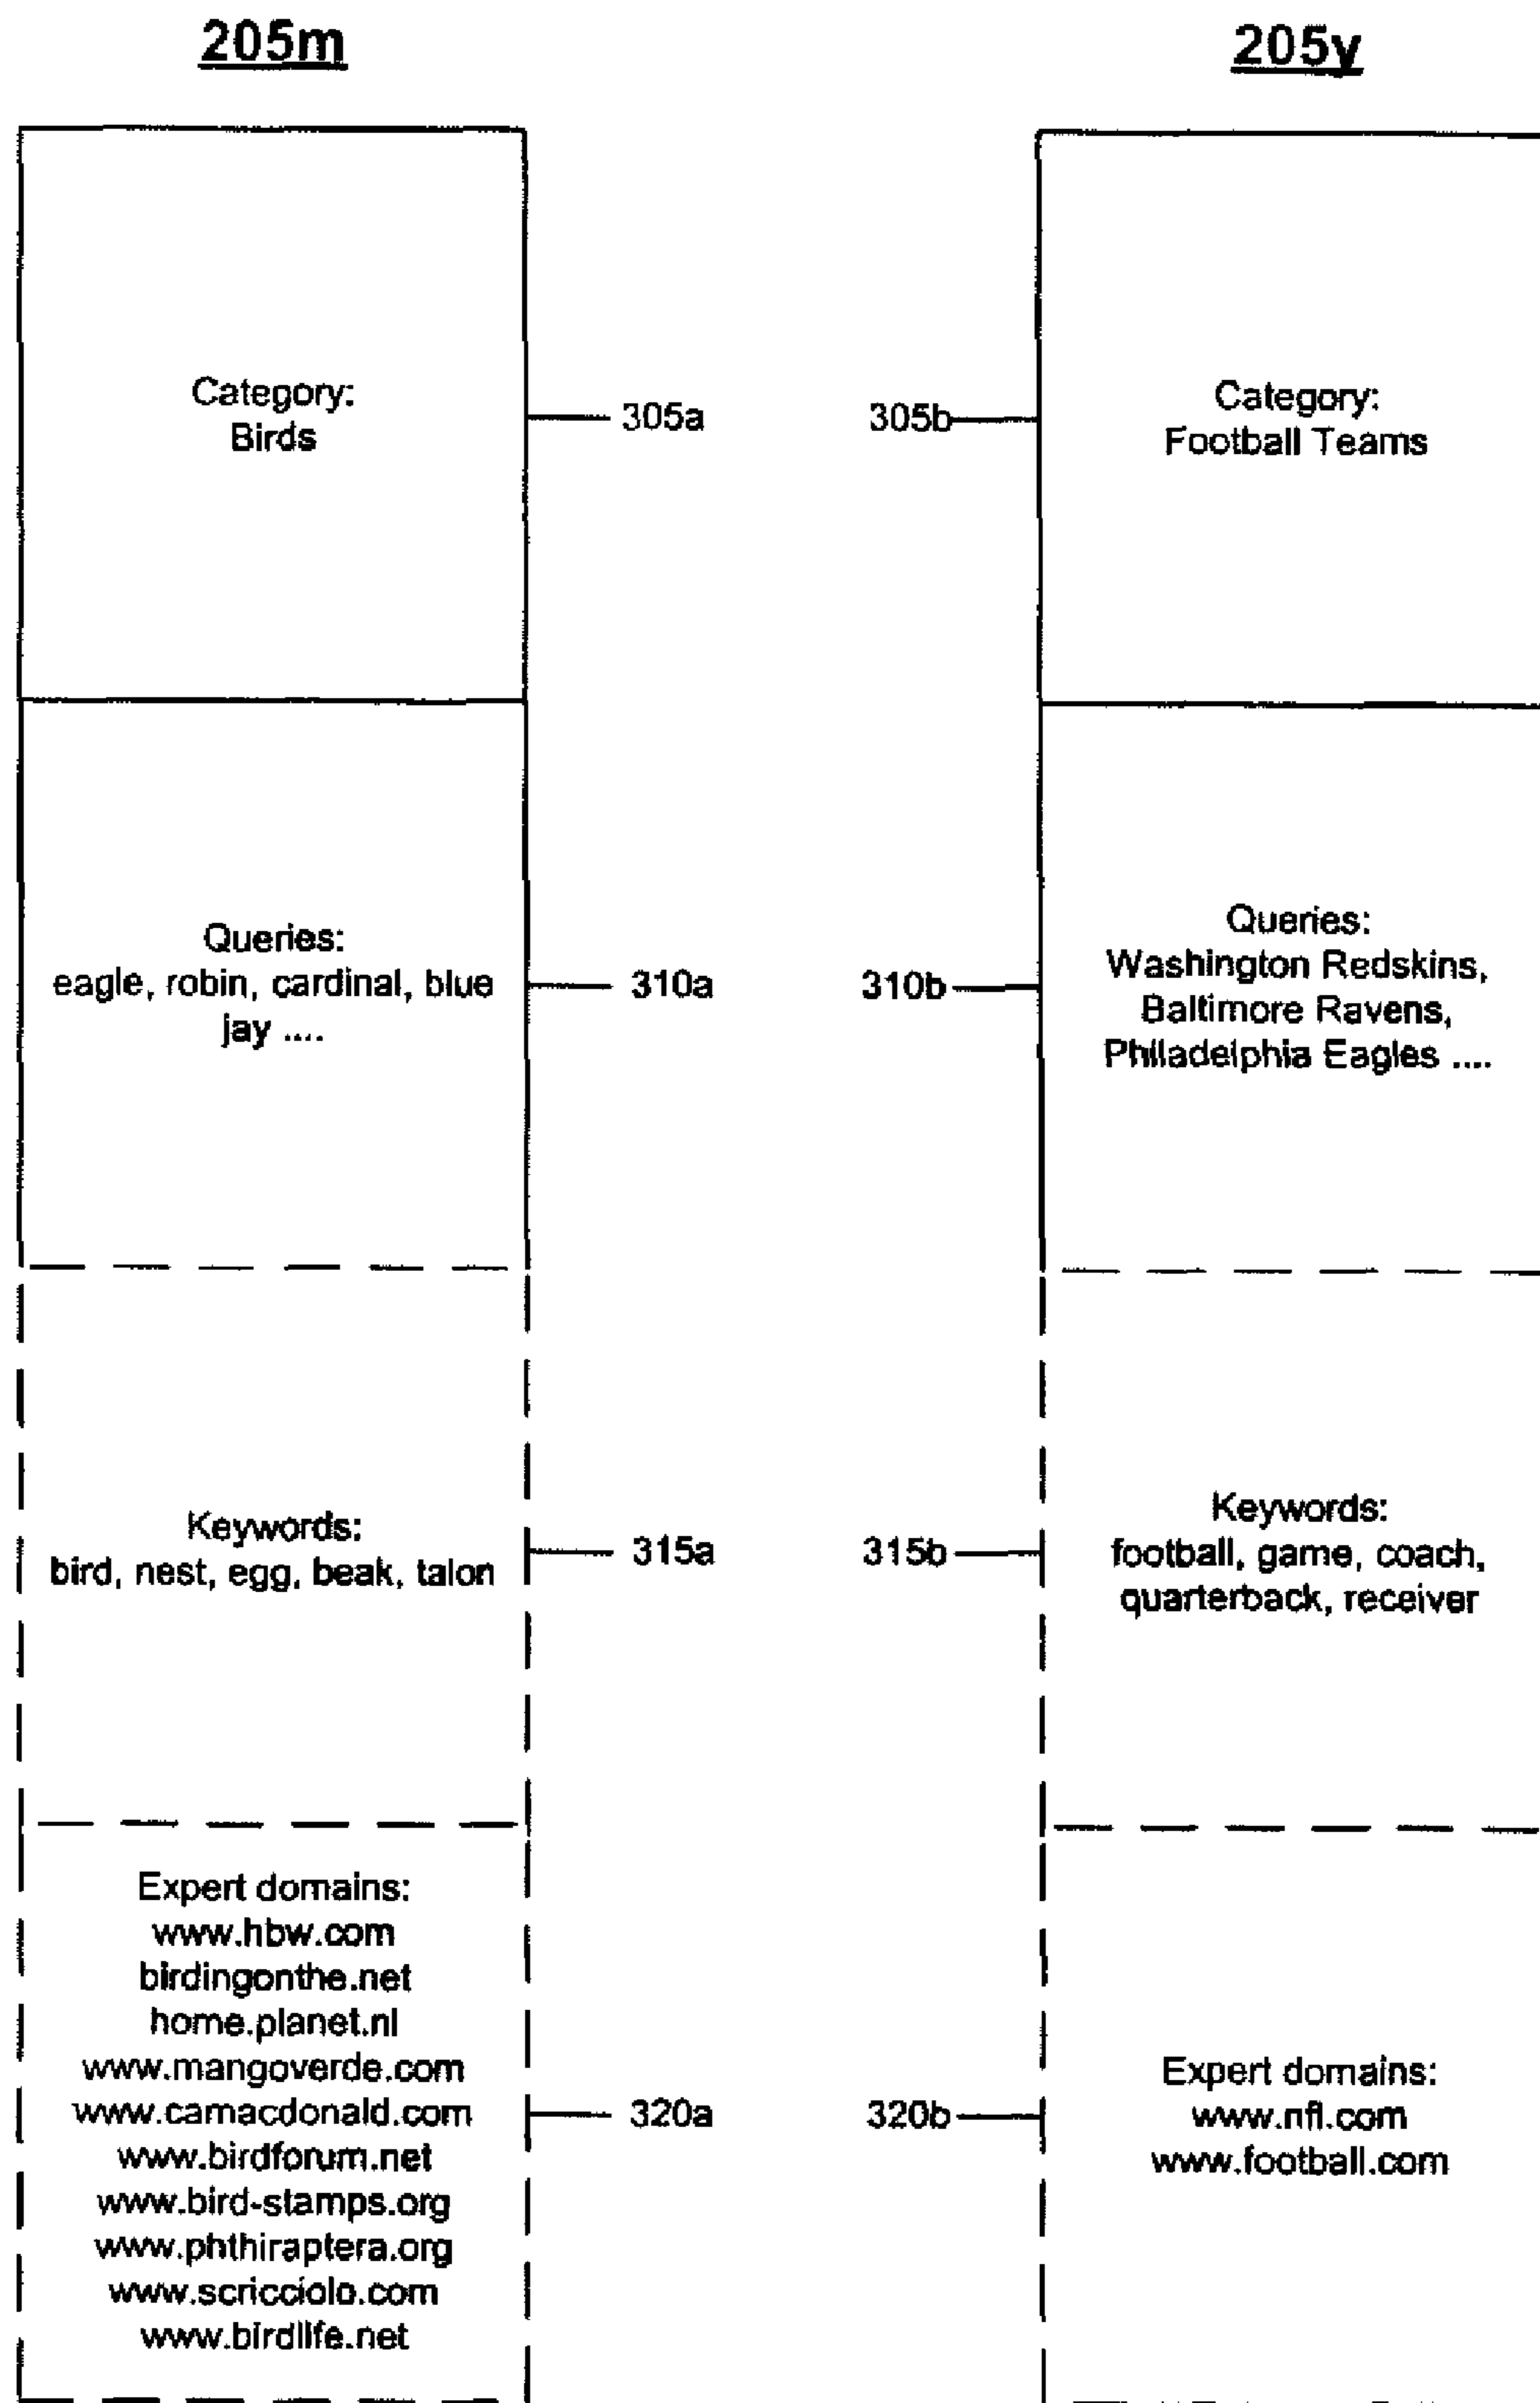 205m
Category:
Birds
305a
Queries:
eagle, robin, cardinal, blue
jay ....
310a
Keywords:
bird, nest, egg, beak, talon
315a
Expert domains:
www.hbw.com
birdingonthe.net
home.planet.nl
www.mangoverde.com
www.camacdonald.com
www.birdforum.net
www.bird-stamps.org
www.phthiraptera.org
www.scricciolo.com
www.birdlife.net
320a
205y
305b
Category:
Football Teams
310b
Queries:
Washington Redskins,
Baltimore Ravens,
Philadelphia Eagles ....
315b
Keywords:
football, game, coach,
quarterback, receiver
320b
Expert domains:
www.nfl.com
www.football.com